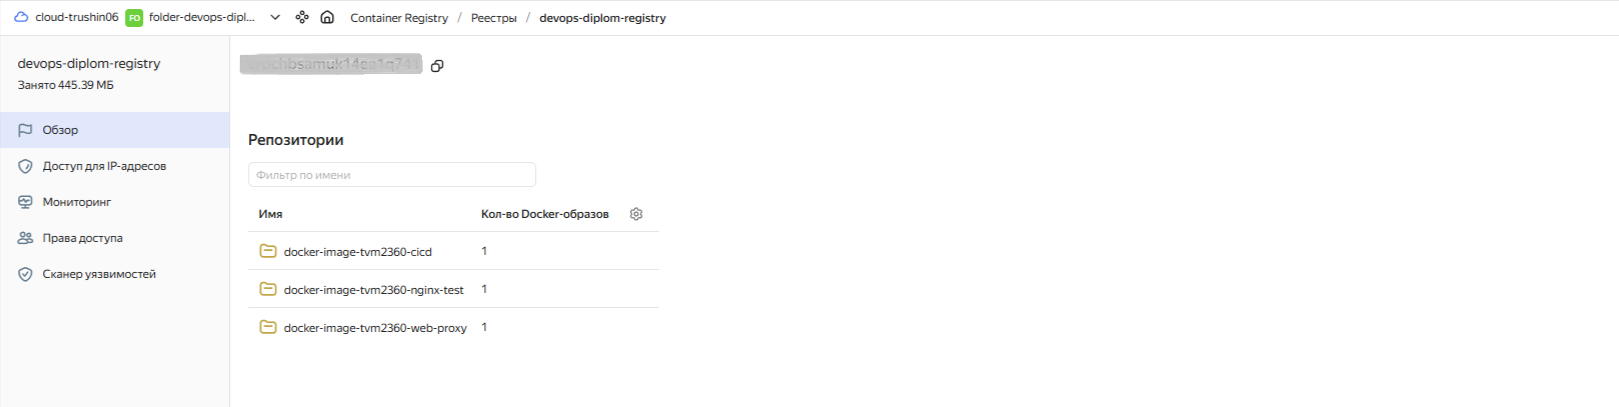 cloud-trushin06 FO folder-devops-dipl... Container Registry / Реестры / devops-diplom-registry
devops-diplom-registry
Занято 445.39 МБ
Обзор
Доступ для IP-адресов
Мониторинг
Права доступа
Сканер уязвимостей
Репозитории
Фильтр по имени
Имя Кол-во Docker-образов
docker-image-tvm2360-cicd 1
docker-image-tvm2360-nginx-test 1
docker-image-tvm2360-web-proxy 1